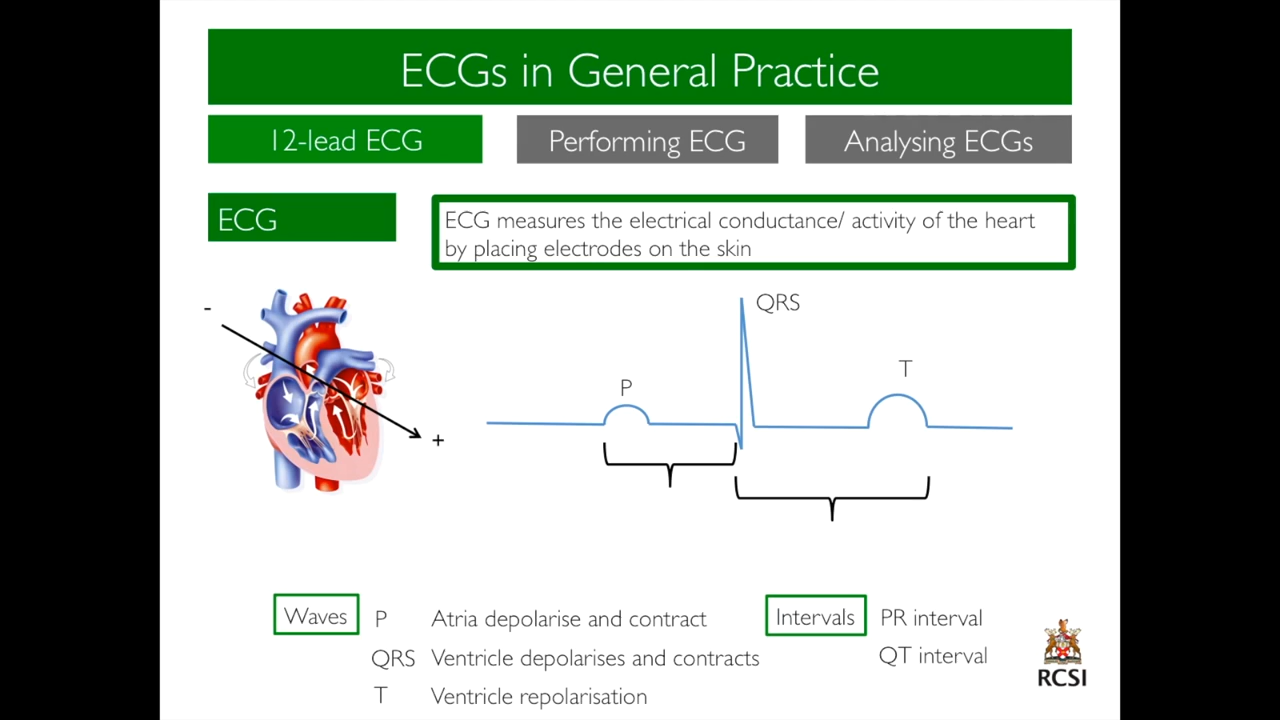 ECGs in General Practice
12-lead ECG
Performing ECG
Analysing ECGs
ECG
ECG measures the electrical conductance/ activity of the heart
by placing electrodes on the skin
-
+
P
QRS
T
Waves
P Atria depolarise and contract
QRS Ventricle depolarises and contracts
T Ventricle repolarisation
Intervals
PR interval
QT interval
RCSI